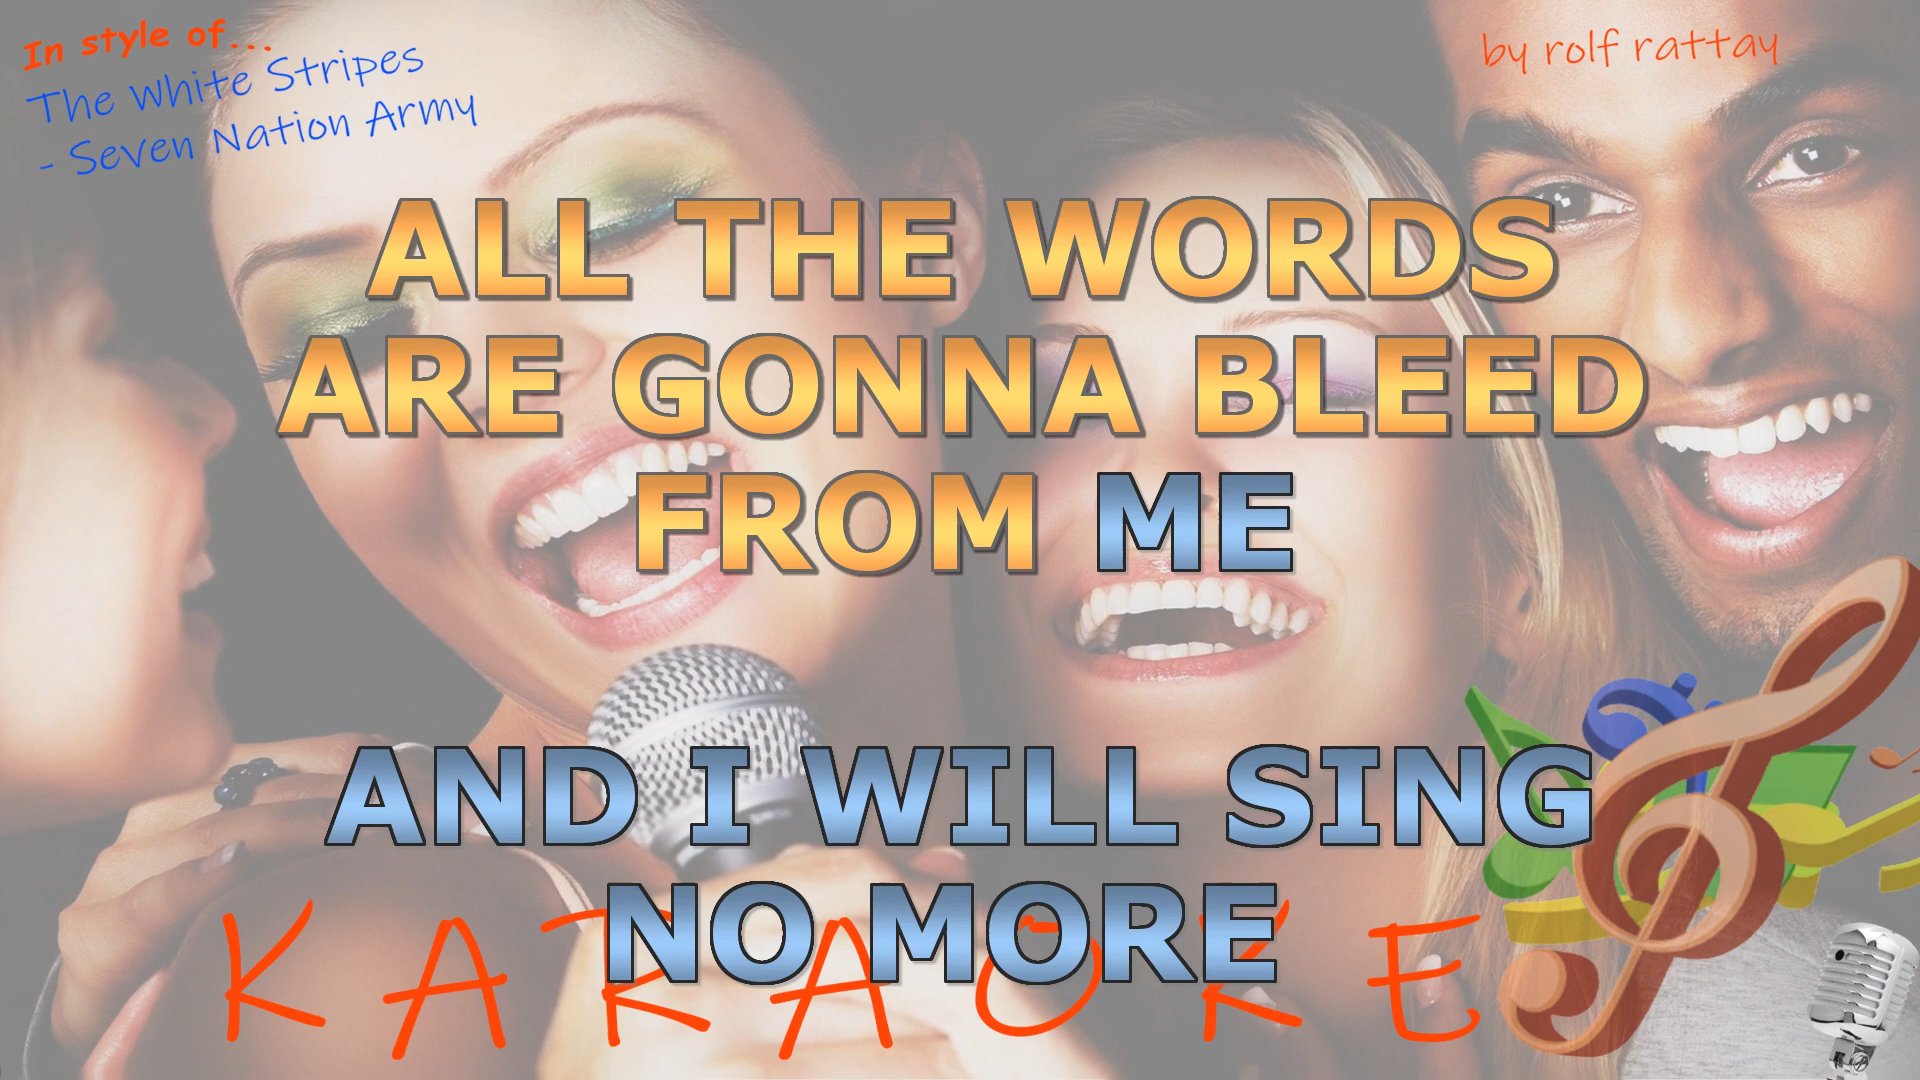 In style of...
The White Stripes
- Seven Nation Army
by rolf rattay
ALL THE WORDS
ARE GONNA BLEED
FROM ME
AND I WILL SING
NO MORE
KARAOKE